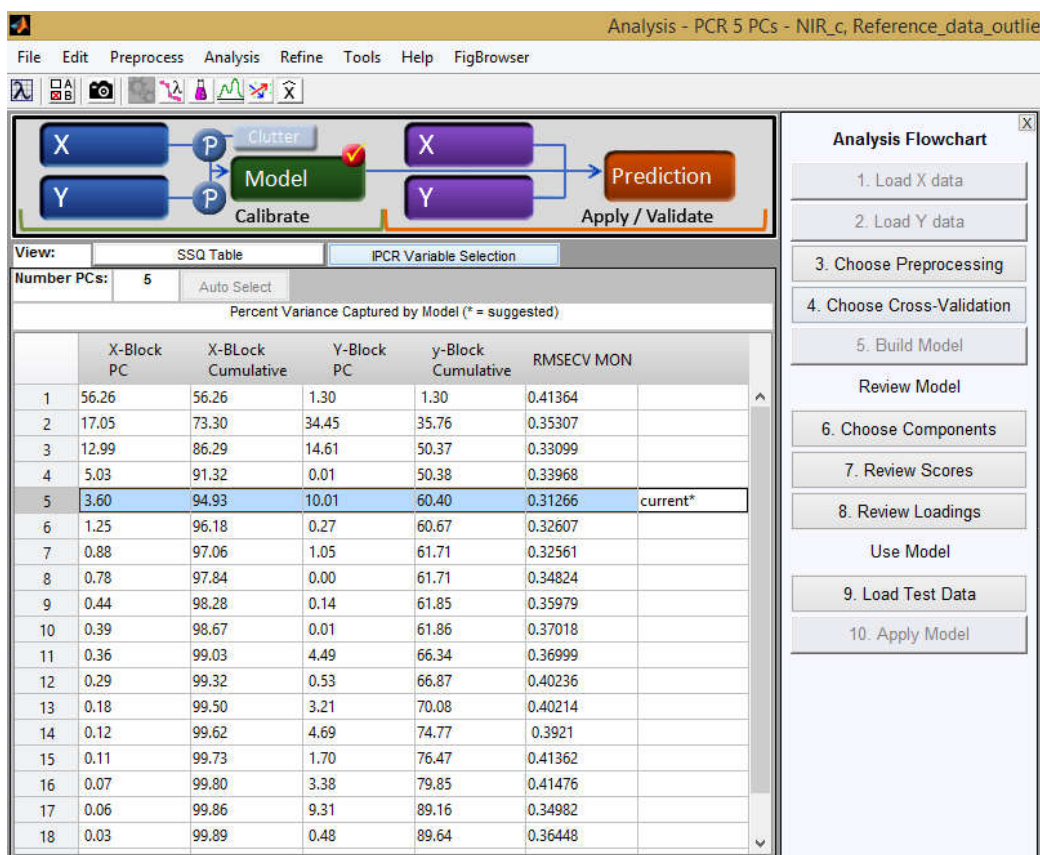 Analysis - PCR 5 PCs - NIR_c, Reference_data_outlie
File Edit Preprocess Analysis Refine Tools Help FigBrowser
X
Y
P
P
Clutter
Model
Calibrate
X
Y
Prediction
Apply / Validate
View: SSQ Table IPCR Variable Selection
Number PCs: 5 Auto Select
Percent Variance Captured by Model (* = suggested)
X-Block PC X-BLock Cumulative Y-Block PC y-Block Cumulative RMSECV MON
1 56.26 56.26 1.30 1.30 0.41364
2 17.05 73.30 34.45 35.76 0.35307
3 12.99 86.29 14.61 50.37 0.33099
4 5.03 91.32 0.01 50.38 0.33968
5 3.60 94.93 10.01 60.40 0.31266 current*
6 1.25 96.18 0.27 60.67 0.32607
7 0.88 97.06 1.05 61.71 0.32561
8 0.78 97.84 0.00 61.71 0.34824
9 0.44 98.28 0.14 61.85 0.35979
10 0.39 98.67 0.01 61.86 0.37018
11 0.36 99.03 4.49 66.34 0.36999
12 0.29 99.32 0.53 66.87 0.40236
13 0.18 99.50 3.21 70.08 0.40214
14 0.12 99.62 4.69 74.77 0.3921
15 0.11 99.73 1.70 76.47 0.41362
16 0.07 99.80 3.38 79.85 0.41476
17 0.06 99.86 9.31 89.16 0.34982
18 0.03 99.89 0.48 89.64 0.36448
X
Analysis Flowchart
1. Load X data
2. Load Y data
3. Choose Preprocessing
4. Choose Cross-Validation
5. Build Model
Review Model
6. Choose Components
7. Review Scores
8. Review Loadings
Use Model
9. Load Test Data
10. Apply Model